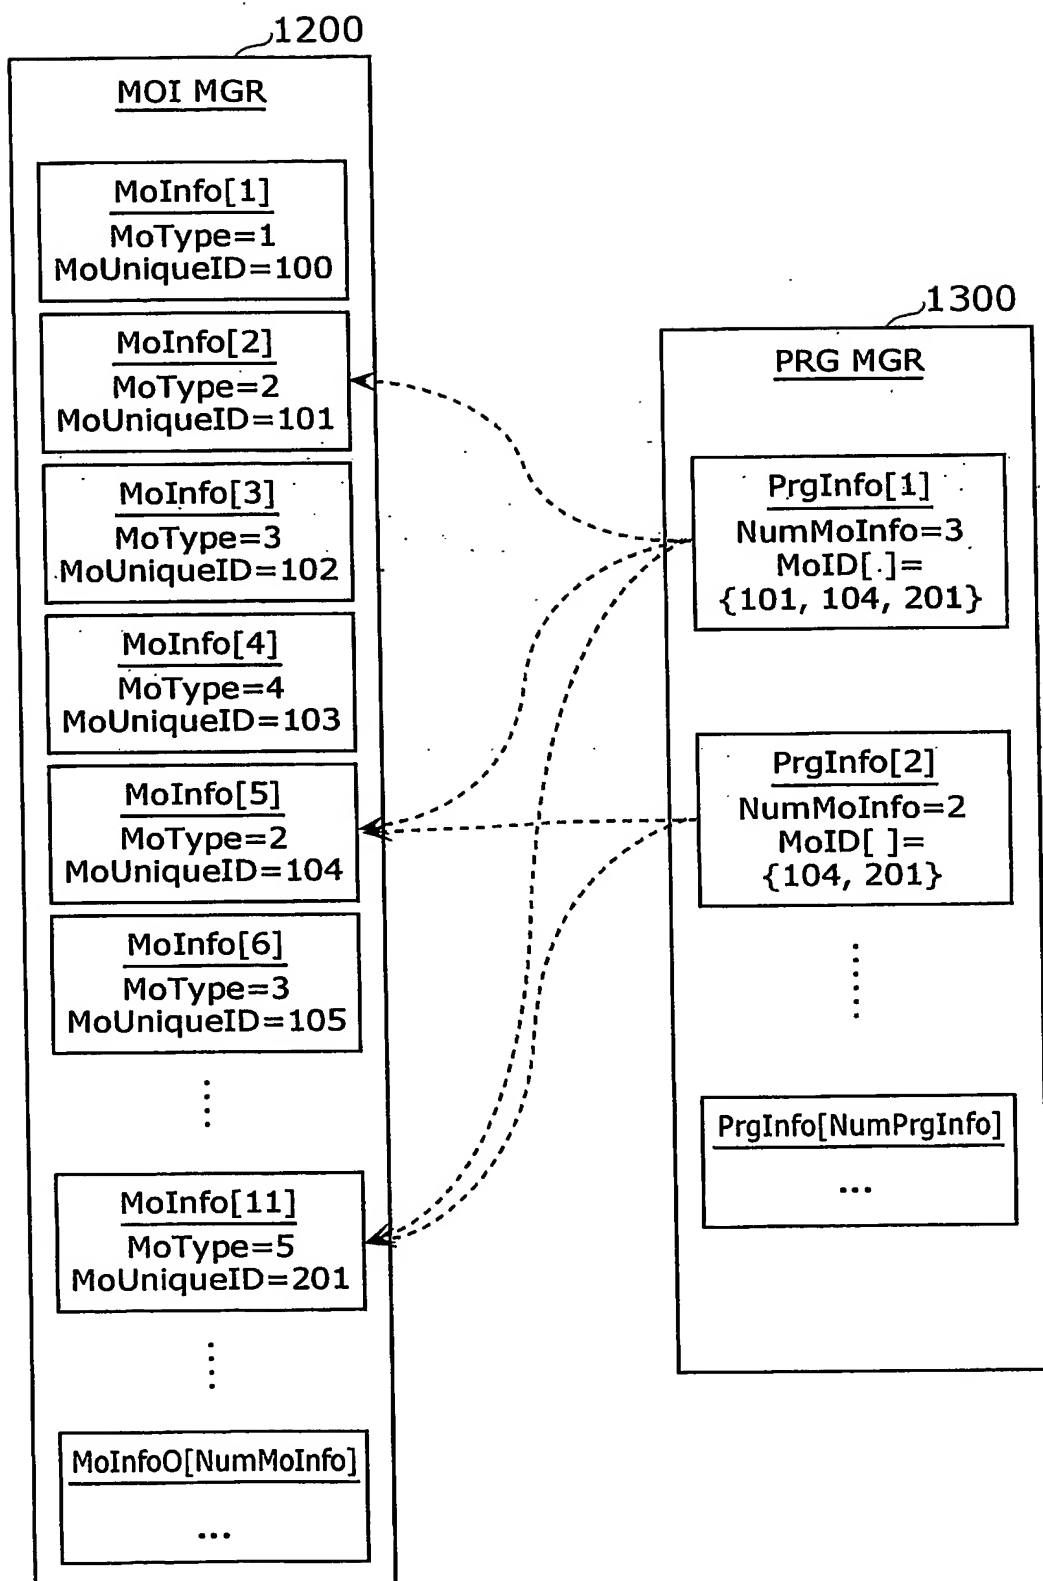 1200
MOI MGR
MoInfo[1]
MoType=1
MoUniqueID=100
MoInfo[2]
MoType=2
MoUniqueID=101
MoInfo[3]
MoType=3
MoUniqueID=102
MoInfo[4]
MoType=4
MoUniqueID=103
MoInfo[5]
MoType=2
MoUniqueID=104
MoInfo[6]
MoType=3
MoUniqueID=105
MoInfo[11]
MoType=5
MoUniqueID=201
MoInfoO[NumMoInfo]
...
1300
PRG MGR
PrgInfo[1]
NumMoInfo=3
MoID[ ]=
{101, 104, 201}
PrgInfo[2]
NumMoInfo=2
MoID[ ]=
{104, 201}
PrgInfo[NumPrgInfo]
...